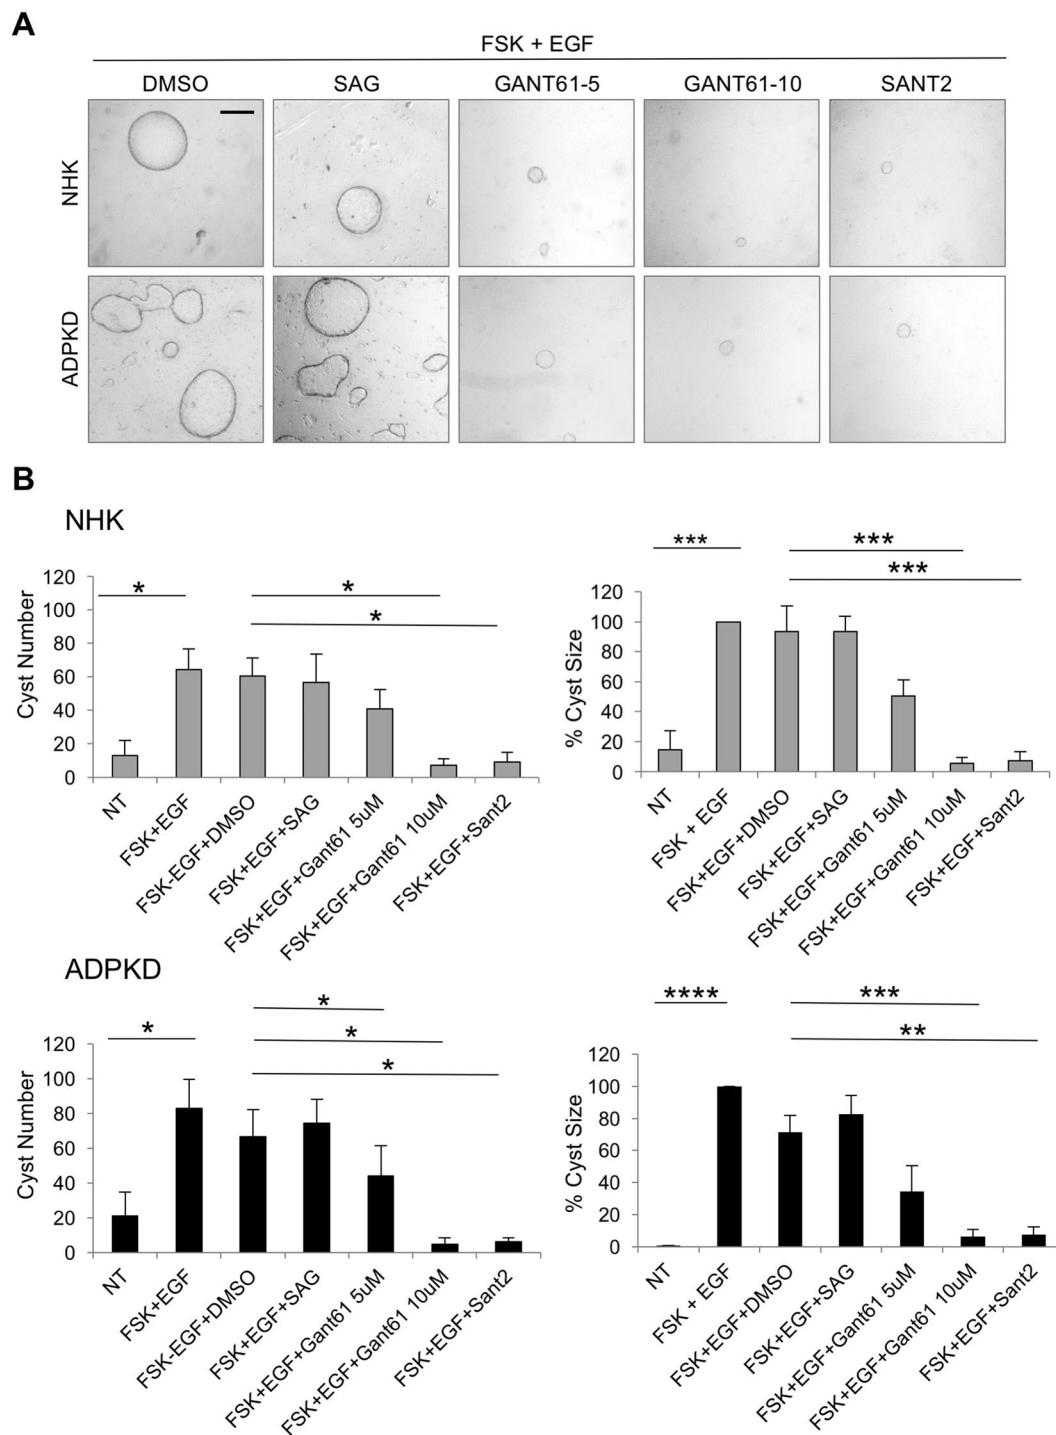 A
FSK + EGF
DMSO SAG GANT61-5 GANT61-10 SANT2
NHK
ADPKD
B
NHK
* * *
Cyst Number
120
100
80
60
40
20
0
NT
FSK+EGF
FSK-EGF+DMSO
FSK+EGF+SAG
FSK+EGF+Gant61 5uM
FSK+EGF+Gant61 10uM
FSK+EGF+Sant2
*** *** ***
% Cyst Size
120
100
80
60
40
20
0
NT
FSK + EGF
FSK+EGF+DMSO
FSK+EGF+SAG
FSK+EGF+Gant61 5uM
FSK+EGF+Gant61 10uM
FSK+EGF+Sant2
ADPKD
* * * *
Cyst Number
120
100
80
60
40
20
0
NT
FSK+EGF
FSK-EGF+DMSO
FSK+EGF+SAG
FSK+EGF+Gant61 5uM
FSK+EGF+Gant61 10uM
FSK+EGF+Sant2
**** *** **
% Cyst Size
120
100
80
60
40
20
0
NT
FSK + EGF
FSK+EGF+DMSO
FSK+EGF+SAG
FSK+EGF+Gant61 5uM
FSK+EGF+Gant61 10uM
FSK+EGF+Sant2